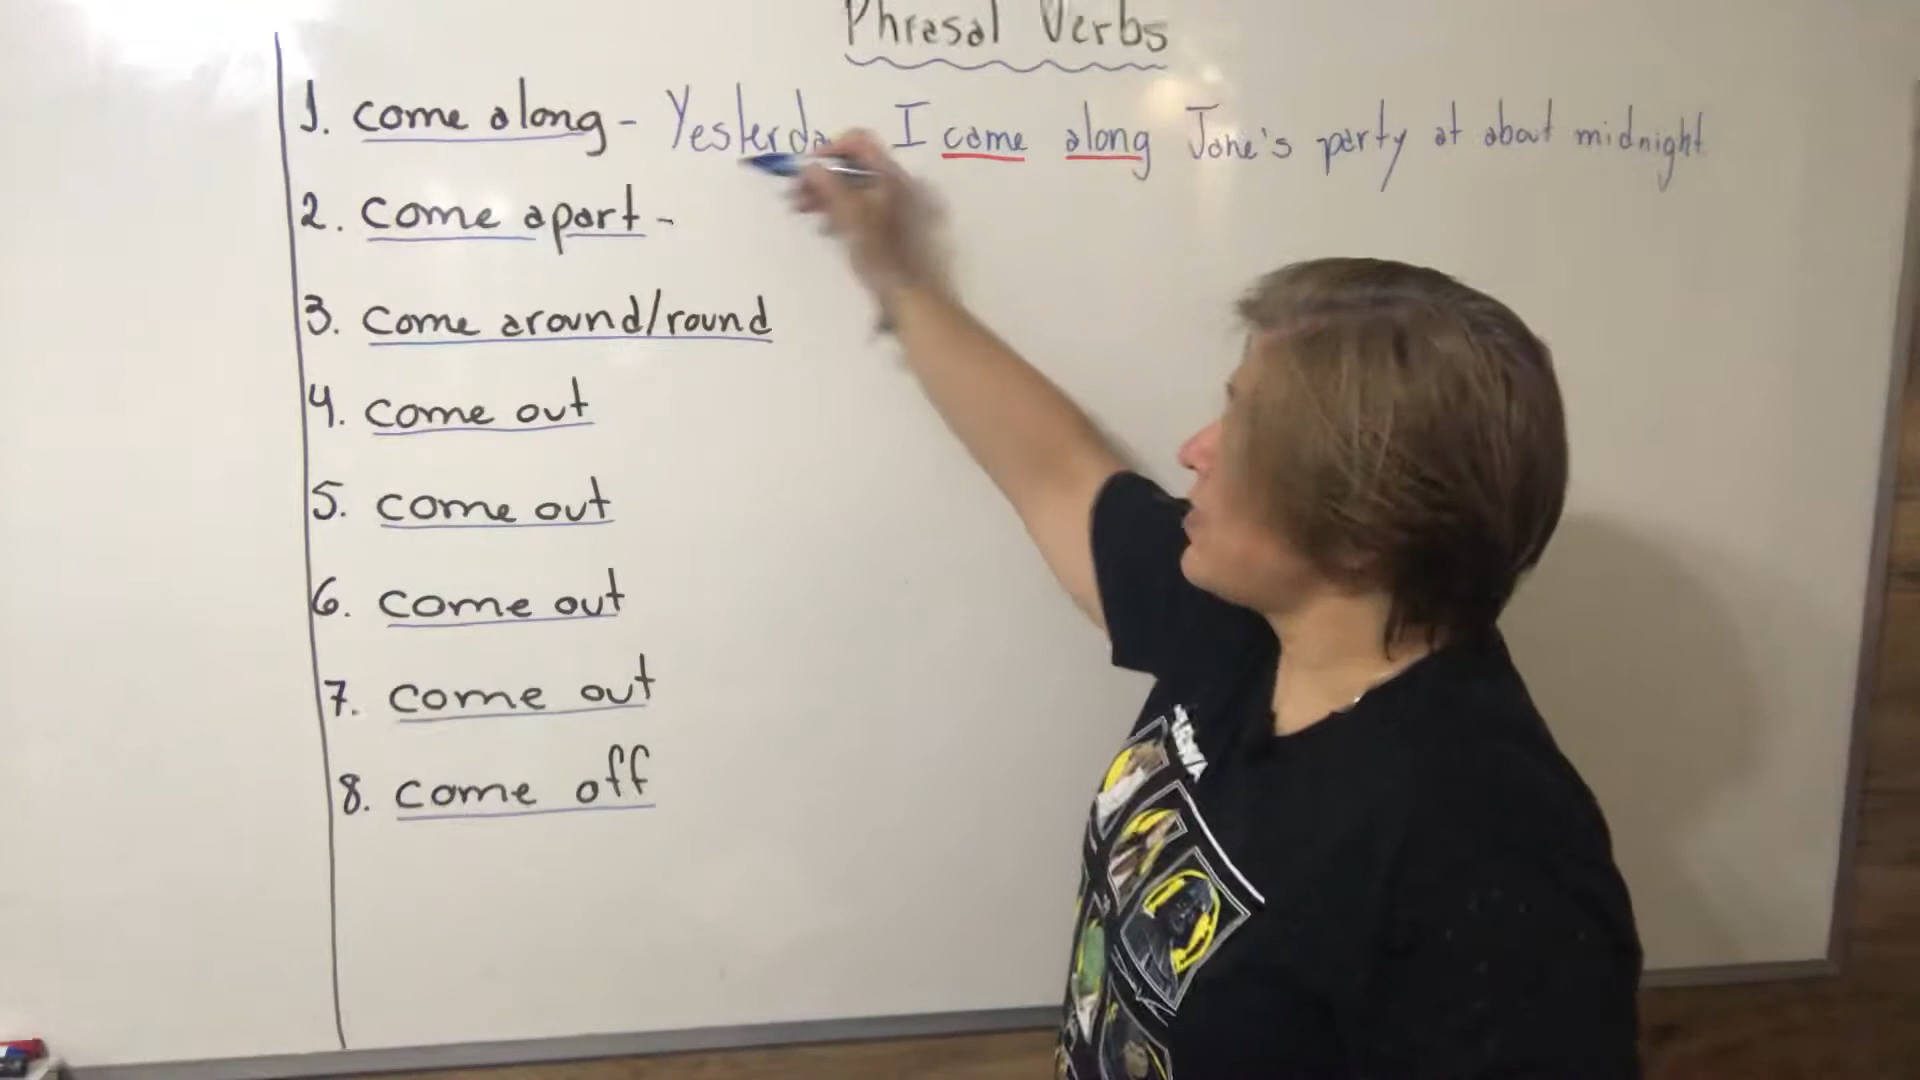 Phrasal Verbs
1. come along - Yesterday I came along Jane's party at about midnight
2. come apart -
3. come around/round
4. come out
5. come out
6. come out
7. come out
8. come off